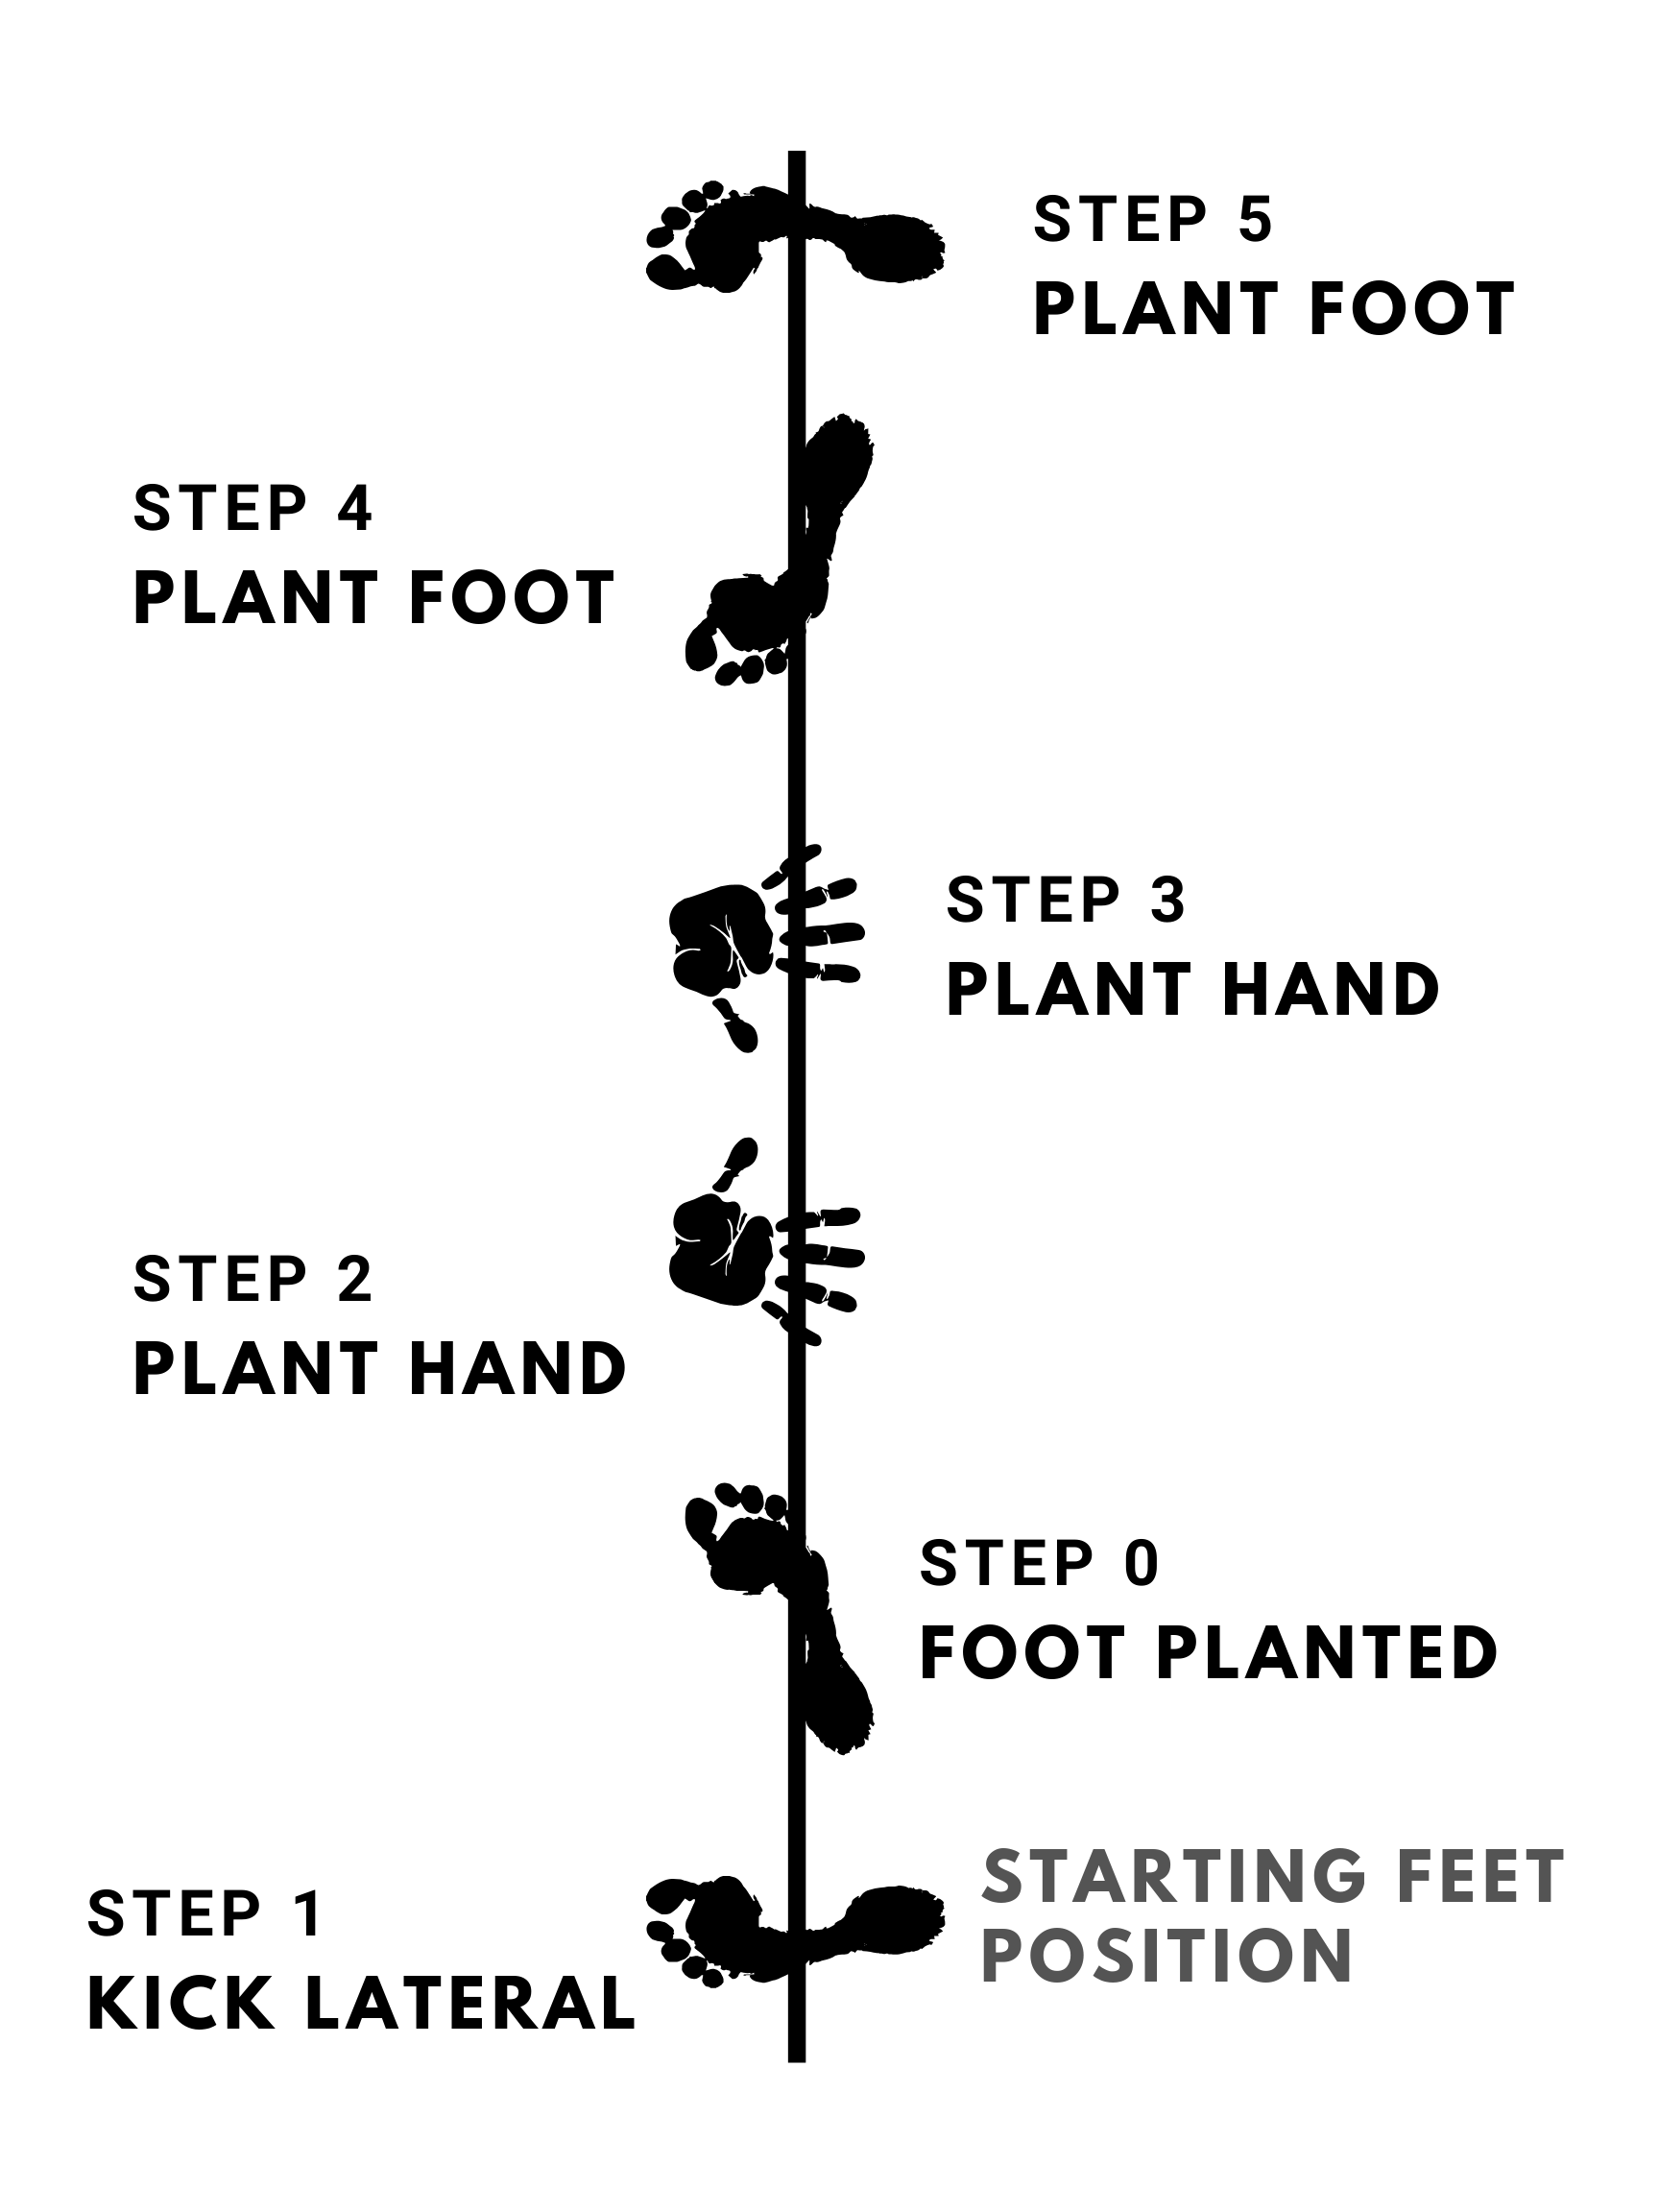 STEP 5
PLANT FOOT
STEP 4
PLANT FOOT
STEP 3
PLANT HAND
STEP 2
PLANT HAND
STEP 0
FOOT PLANTED
STARTING FEET
POSITION
STEP 1
KICK LATERAL